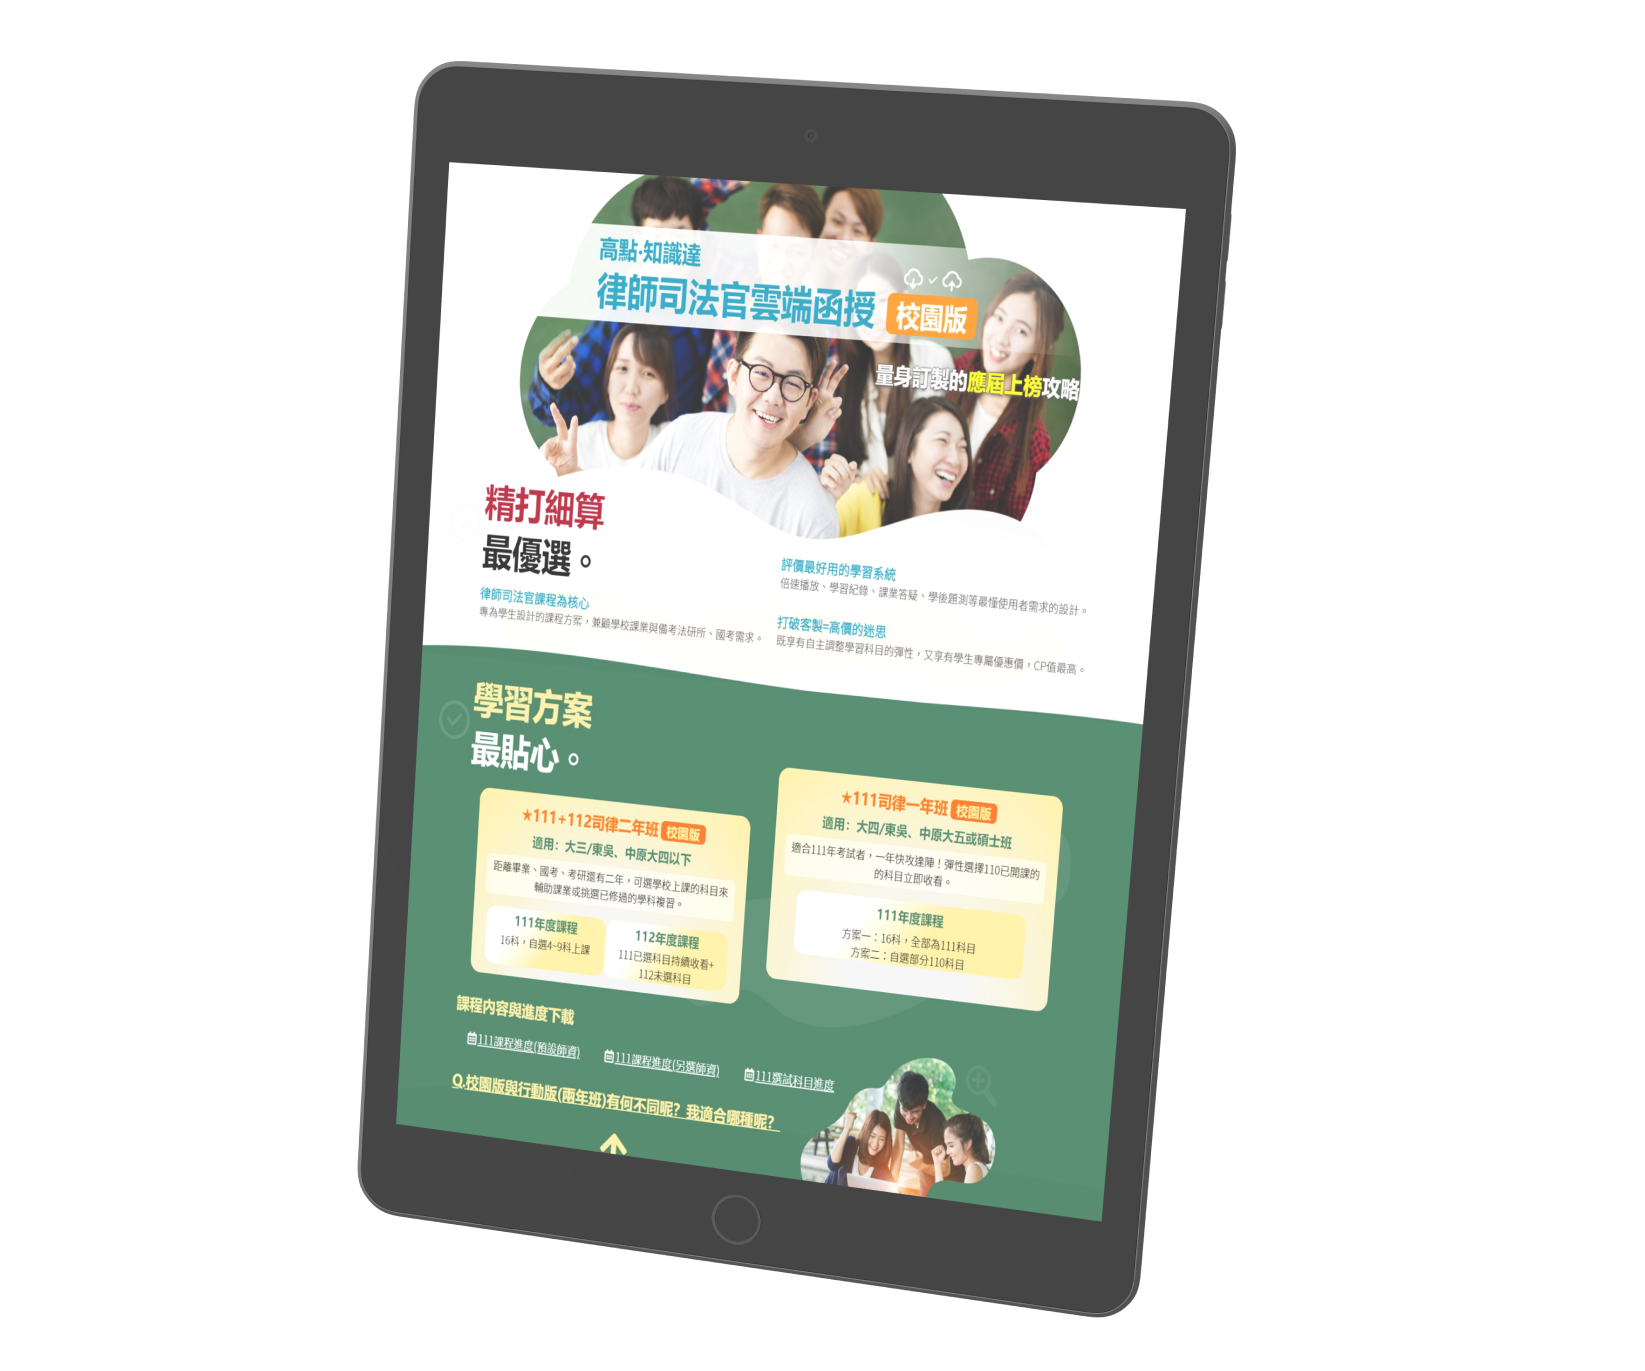 高點·知識達
律師司法官雲端函授 校園版
量身訂製的應屆上榜攻略
精打細算
最優選。
律師司法官課程為核心
專為學生設計的課程方案，兼顧學校課業與備考法研所、國考需求。
評價最好用的學習系統
倍速播放、學習紀錄、課業答疑、學後題測等最懂使用者需求的設計。
打破客製=高價的迷思
既享有自主調整學習科目的彈性，又享有學生專屬優惠價，CP值最高。
學習方案
最貼心。
★111+112司律二年班 校園版
適用：大三/東吳、中原大四以下
距離畢業、國考、考研還有二年，可選學校上課的科目來
輔助課業或挑選已修過的學科複習。
111年度課程
16科，自選4~9科上課
112年度課程
111已選科目持續收看+
112未選科目
★111司律一年班 校園版
適用：大四/東吳、中原大五或碩士班
適合111年考試者，一年快攻達陣！彈性選擇110已開課的
的科目立即收看。
111年度課程
方案一：16科，全部為111科目
方案二：自選部分110科目
課程內容與進度下載
111課程進度(預設師資)
111課程進度(另選師資)
111選試科目進度
Q.校園版與行動版(兩年班)有何不同呢？我適合哪種呢？